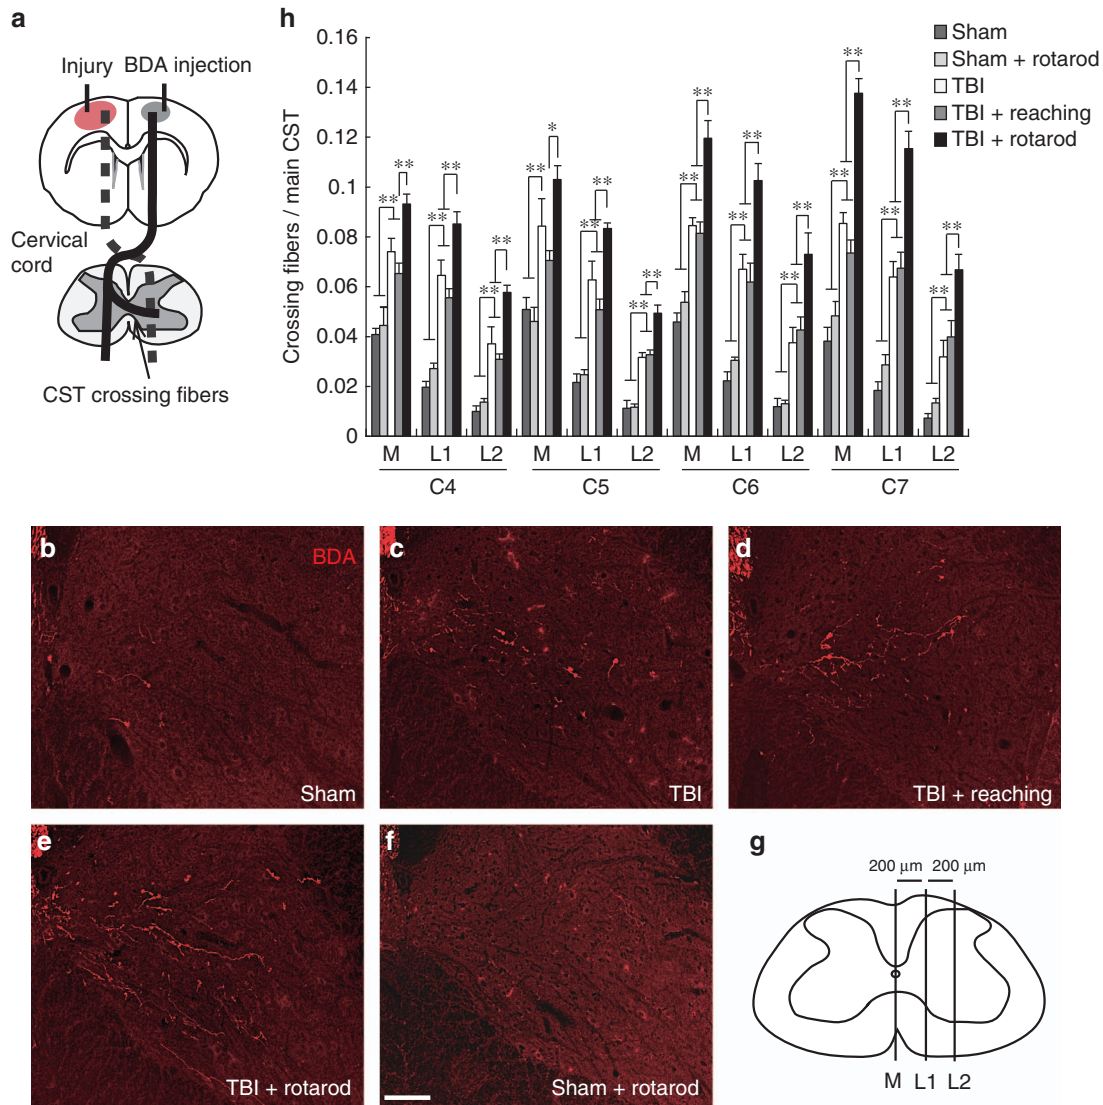 a
Injury BDA injection
Cervical
cord
CST crossing fibers
h
Crossing fibers / main CST
0.16
0.14
0.12
0.1
0.08
0.06
0.04
0.02
0
** ** ** ** ** **
** * ** ** ** **
** ** ** ** ** **
** ** ** ** ** **
M L1 L2 M L1 L2 M L1 L2 M L1 L2
C4 C5 C6 C7
Sham
Sham + rotarod
TBI
TBI + reaching
TBI + rotarod
b
BDA
Sham
c
TBI
d
TBI + reaching
e
TBI + rotarod
f
Sham + rotarod
g
200 μm 200 μm
M L1 L2